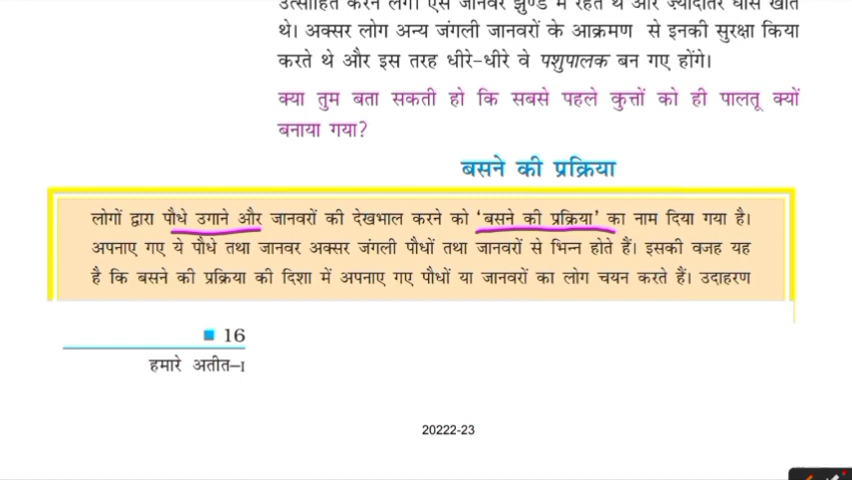 उत्साहित करने लगे। ऐसे जानवर झुण्ड में रहते थे और ज्यादातर घास खाते
थे। अक्सर लोग अन्य जंगली जानवरों के आक्रमण से इनकी सुरक्षा किया
करते थे और इस तरह धीरे-धीरे वे पशुपालक बन गए होंगे।
क्या तुम बता सकती हो कि सबसे पहले कुत्तों को ही पालतू क्यों
बनाया गया?
बसने की प्रक्रिया
लोगों द्वारा पौधे उगाने और जानवरों की देखभाल करने को ‘बसने की प्रक्रिया’ का नाम दिया गया है।
अपनाए गए ये पौधे तथा जानवर अक्सर जंगली पौधों तथा जानवरों से भिन्न होते हैं। इसकी वजह यह
है कि बसने की प्रक्रिया की दिशा में अपनाए गए पौधों या जानवरों का लोग चयन करते हैं। उदाहरण
16
हमारे अतीत–I
20222-23